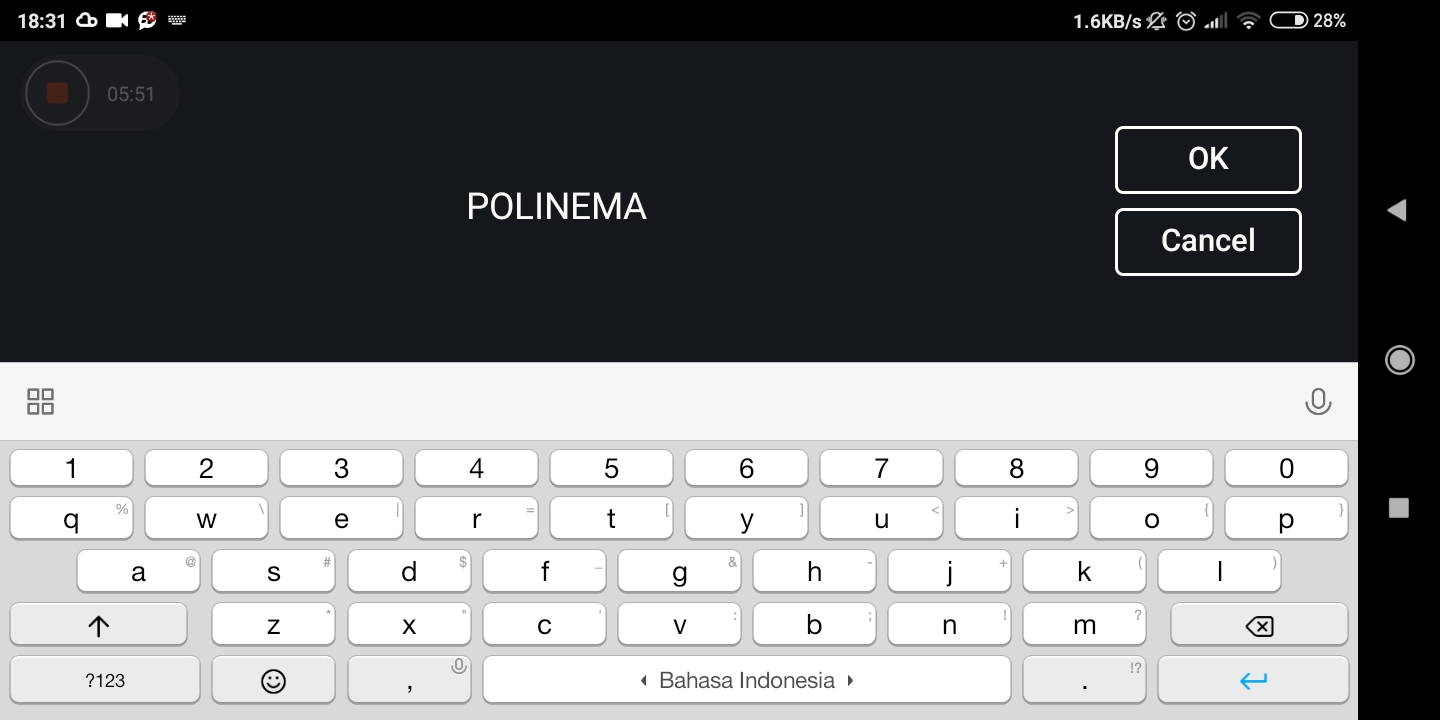 18:31 1.6KB/s 28%
05:51
OK
POLINEMA
Cancel
1 2 3 4 5 6 7 8 9 0
q % w \ e | r = t [ y ] u < i > o { p }
a @ s # d $ f _ g & h - j + k ( l )
z * x " c ' v : b ; n ! m ?
?123 , Bahasa Indonesia . !?